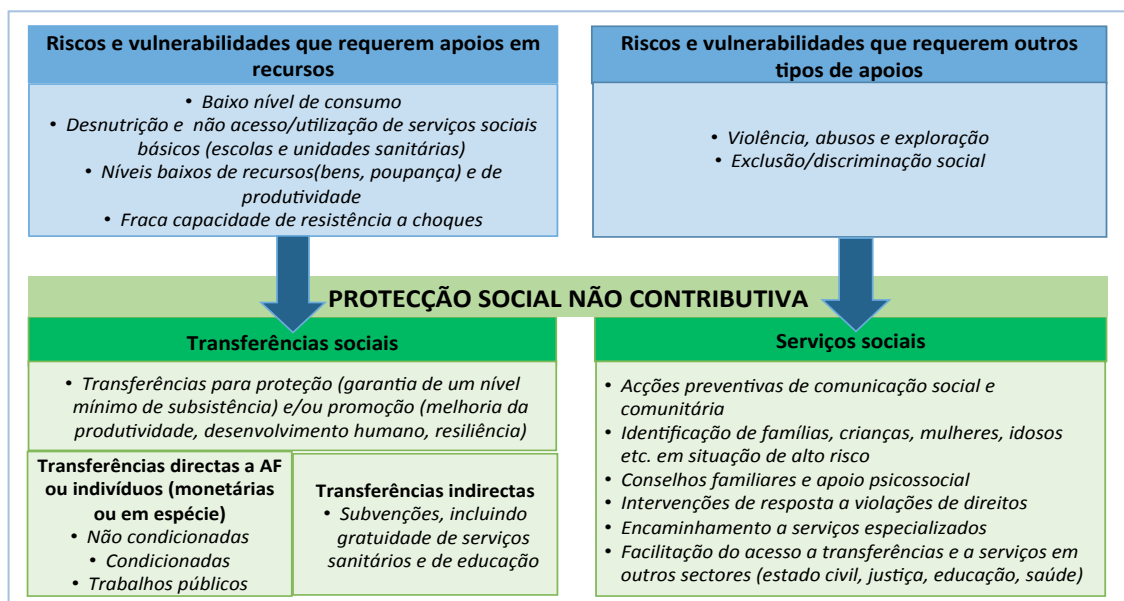 Riscos e vulnerabilidades que requerem apoios em
recursos
• Baixo nível de consumo
• Desnutrição e não acesso/utilização de serviços sociais
básicos (escolas e unidades sanitárias)
• Níveis baixos de recursos(bens, poupança) e de
produtividade
• Fraca capacidade de resistência a choques
Riscos e vulnerabilidades que requerem outros
tipos de apoios
• Violência, abusos e exploração
• Exclusão/discriminação social
PROTECÇÃO SOCIAL NÃO CONTRIBUTIVA
Transferências sociais
• Transferências para proteção (garantia de um nível
mínimo de subsistência) e/ou promoção (melhoria da
produtividade, desenvolvimento humano, resiliência)
Transferências directas a AF
ou indivíduos (monetárias
ou em espécie)
• Não condicionadas
• Condicionadas
• Trabalhos públicos
Transferências indirectas
• Subvenções, incluindo
gratuidade de serviços
sanitários e de educação
Serviços sociais
• Acções preventivas de comunicação social e
comunitária
• Identificação de famílias, crianças, mulheres, idosos
etc. em situação de alto risco
• Conselhos familiares e apoio psicossocial
• Intervenções de resposta a violações de direitos
• Encaminhamento a serviços especializados
• Facilitação do acesso a transferências e a serviços em
outros sectores (estado civil, justiça, educação, saúde)